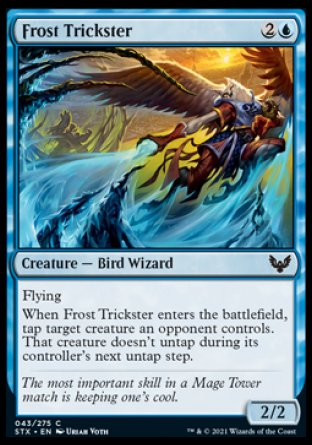 Frost Trickster 2
Creature — Bird Wizard
Flying
When Frost Trickster enters the battlefield,
tap target creature an opponent controls.
That creature doesn't untap during its
controller's next untap step.
The most important skill in a Mage Tower
match is keeping one's cool.
2/2
043/275 C
STX • EN Uriah Voth
™ & © 2021 Wizards of the Coast